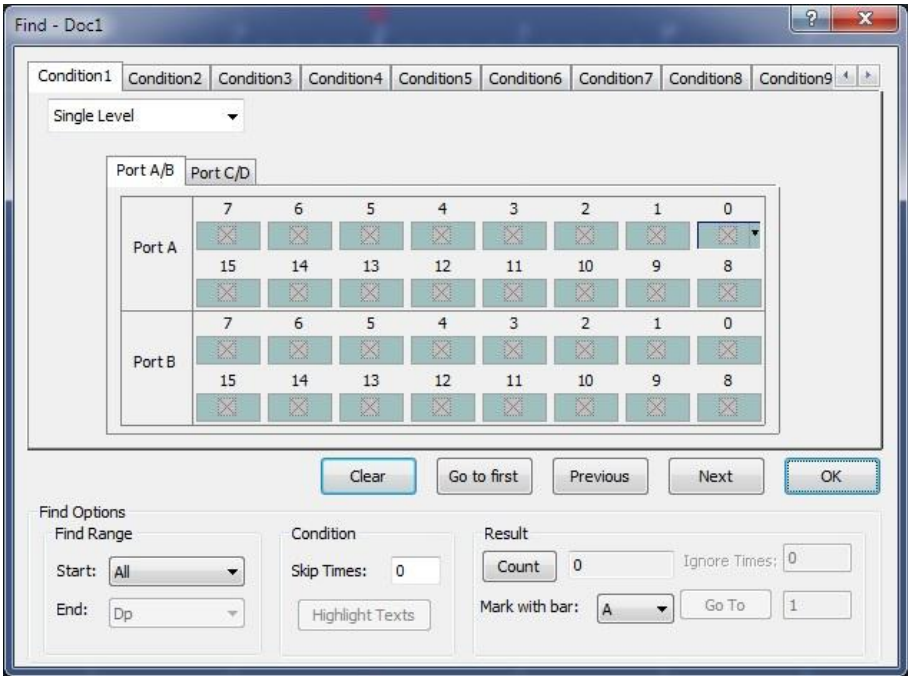 Find - Doc1
Condition1 Condition2 Condition3 Condition4 Condition5 Condition6 Condition7 Condition8 Condition9
Single Level
Port A/B Port C/D
7 6 5 4 3 2 1 0
Port A
15 14 13 12 11 10 9 8
7 6 5 4 3 2 1 0
Port B
15 14 13 12 11 10 9 8
Clear Go to first Previous Next OK
Find Options
Find Range Condition Result
Start: All Skip Times: 0 Count 0 Ignore Times: 0
End: Dp Highlight Texts Mark with bar: A Go To 1